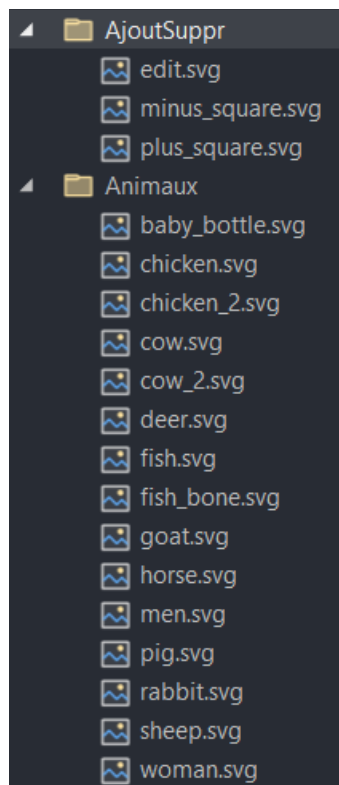 AjoutSuppr
edit.svg
minus_square.svg
plus_square.svg
Animaux
baby_bottle.svg
chicken.svg
chicken_2.svg
cow.svg
cow_2.svg
deer.svg
fish.svg
fish_bone.svg
goat.svg
horse.svg
men.svg
pig.svg
rabbit.svg
sheep.svg
woman.svg